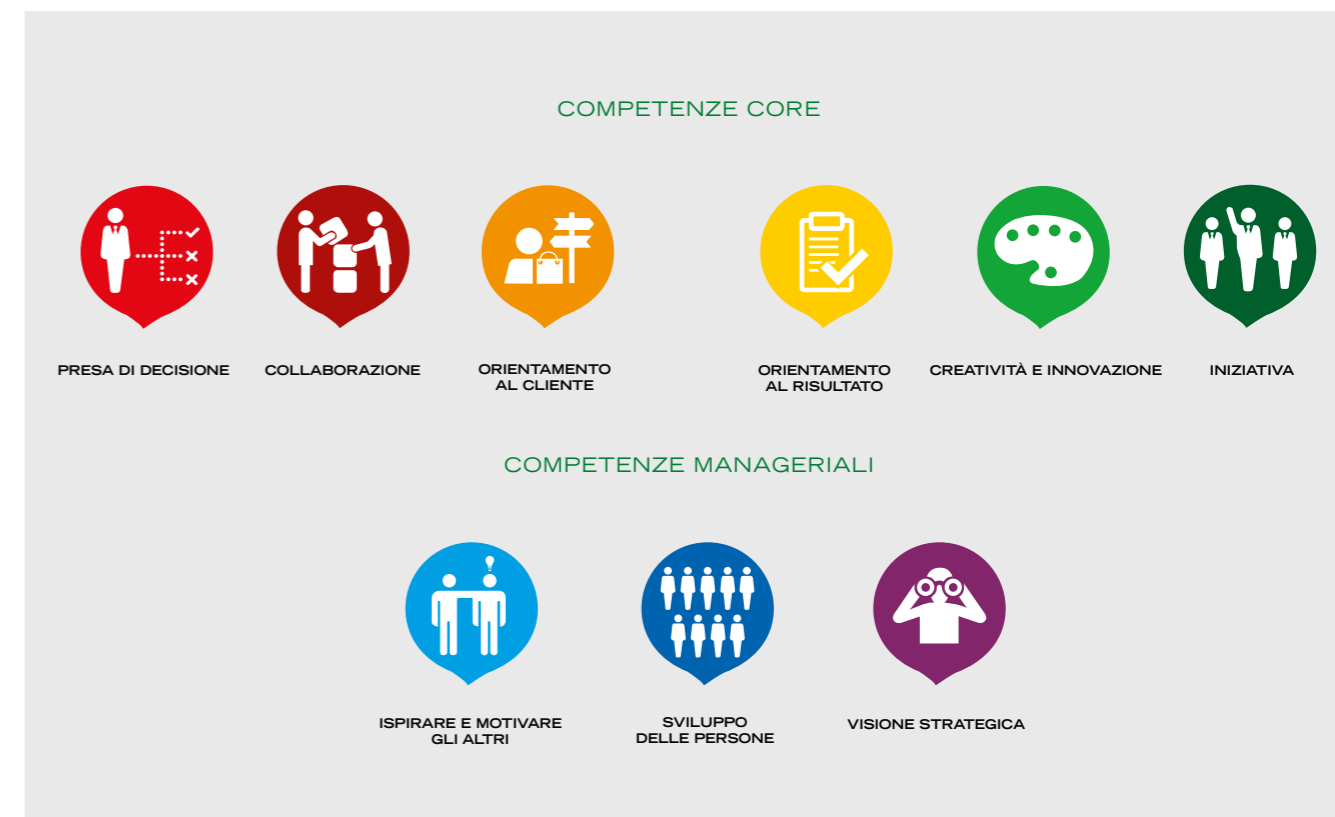 COMPETENZE CORE
PRESA DI DECISIONE
COLLABORAZIONE
ORIENTAMENTO
AL CLIENTE
ORIENTAMENTO
AL RISULTATO
CREATIVITÀ E INNOVAZIONE
INIZIATIVA
COMPETENZE MANAGERIALI
ISPIRARE E MOTIVARE
GLI ALTRI
SVILUPPO
DELLE PERSONE
VISIONE STRATEGICA